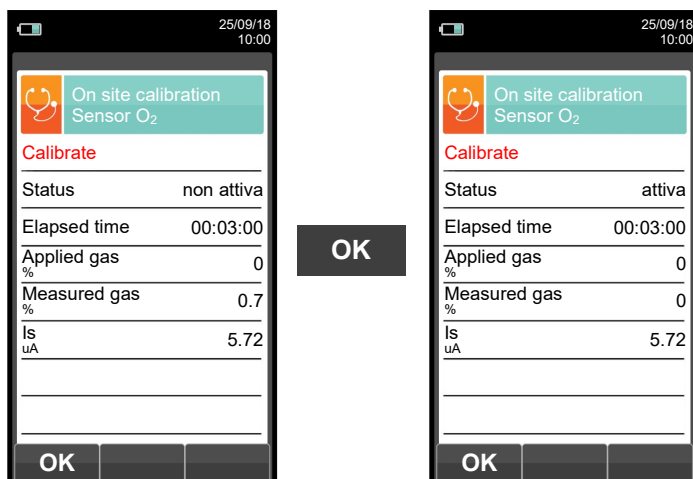 25/09/18
10:00
On site calibration
Sensor O₂
Calibrate
Status non attiva
Elapsed time 00:03:00
Applied gas
% 0
Measured gas
% 0.7
Is
uA 5.72
OK
OK
25/09/18
10:00
On site calibration
Sensor O₂
Calibrate
Status attiva
Elapsed time 00:03:00
Applied gas
% 0
Measured gas
% 0
Is
uA 5.72
OK